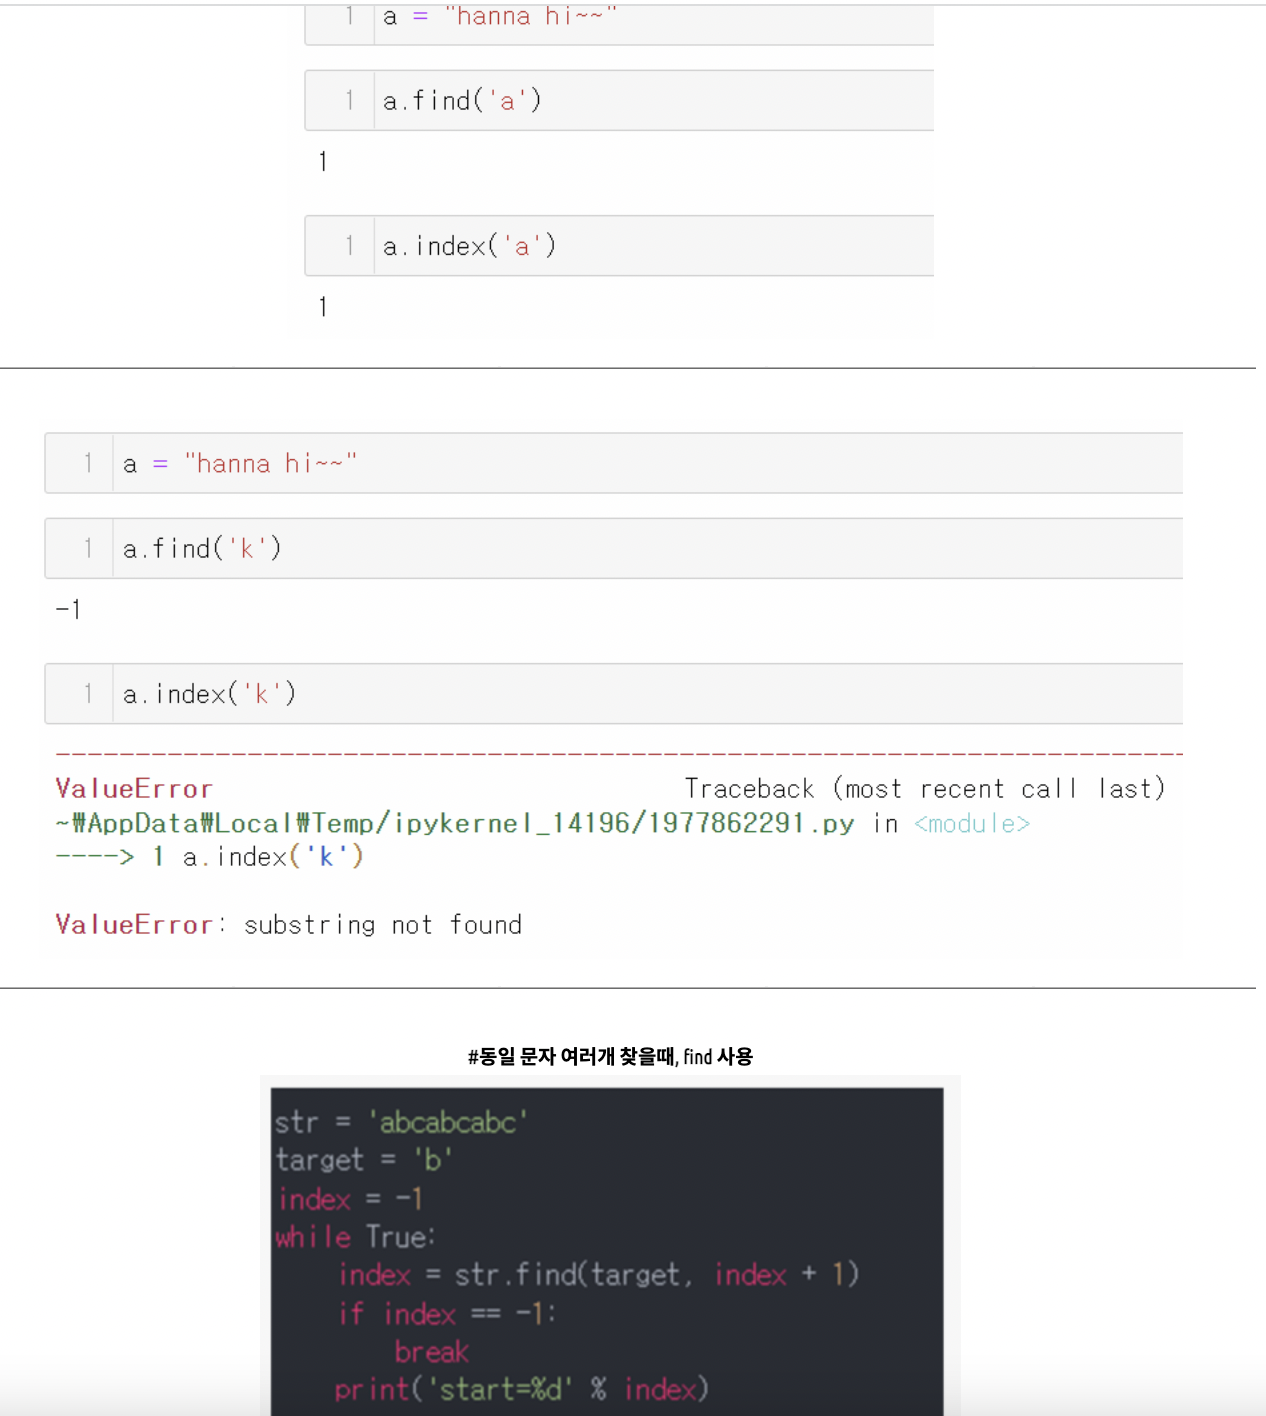 1 a = "hanna hi~~"
1 a.find('a')
1
1 a.index('a')
1
1 a = "hanna hi~~"
1 a.find('k')
-1
1 a.index('k')
---------------------------------------------------------------------------
ValueError Traceback (most recent call last)
~₩AppData₩Local₩Temp/ipykernel_14196/1977862291.py in <module>
----> 1 a.index('k')
ValueError: substring not found
#동일 문자 여러개 찾을때, find 사용
str = 'abcabcabc'
target = 'b'
index = -1
while True:
index = str.find(target, index + 1)
if index == -1:
break
print('start=%d' % index)